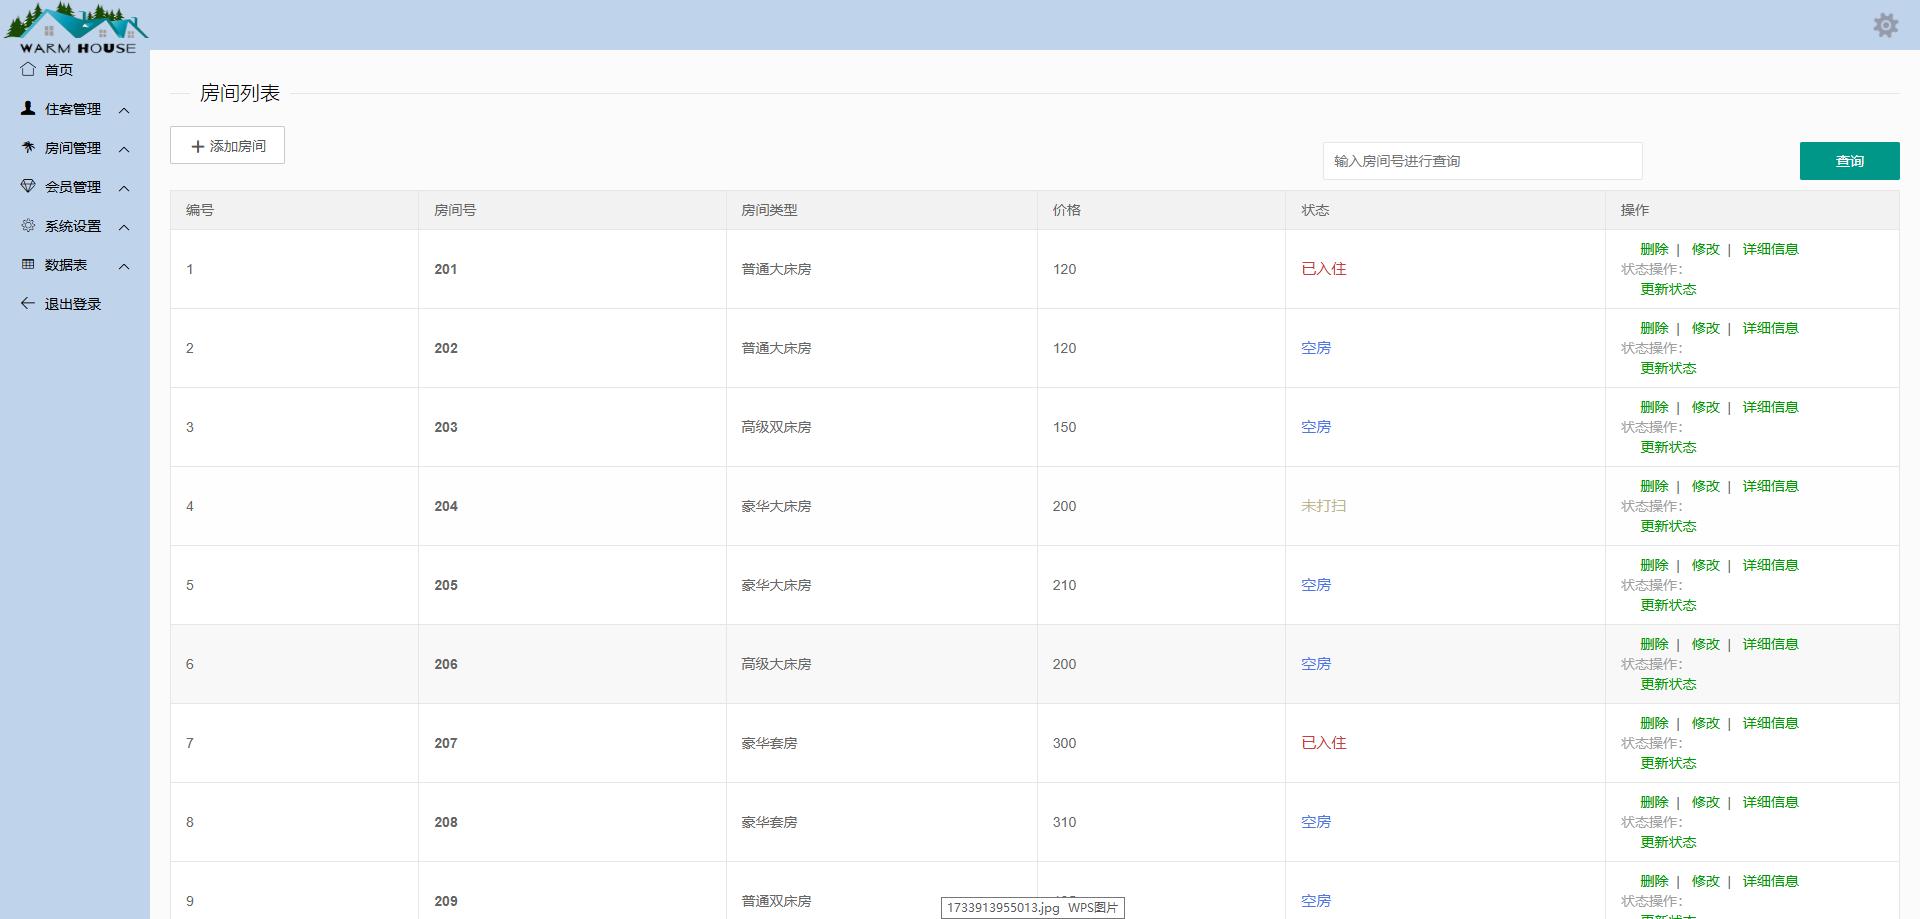 WARM HOUSE
首页
住客管理
房间管理
会员管理
系统设置
数据表
退出登录
房间列表
添加房间
输入房间号进行查询
查询
编号 房间号 房间类型 价格 状态 操作
删除 | 修改 | 详细信息
1 201 普通大床房 120 已入住 状态操作:
更新状态
删除 | 修改 | 详细信息
2 202 普通大床房 120 空房 状态操作:
更新状态
删除 | 修改 | 详细信息
3 203 高级双床房 150 空房 状态操作:
更新状态
删除 | 修改 | 详细信息
4 204 豪华大床房 200 未打扫 状态操作:
更新状态
删除 | 修改 | 详细信息
5 205 豪华大床房 210 空房 状态操作:
更新状态
删除 | 修改 | 详细信息
6 206 高级大床房 200 空房 状态操作:
更新状态
删除 | 修改 | 详细信息
7 207 豪华套房 300 已入住 状态操作:
更新状态
删除 | 修改 | 详细信息
8 208 豪华套房 310 空房 状态操作:
更新状态
删除 | 修改 | 详细信息
9 209 普通双床房 空房 状态操作:
1733913955013.jpg WPS图片